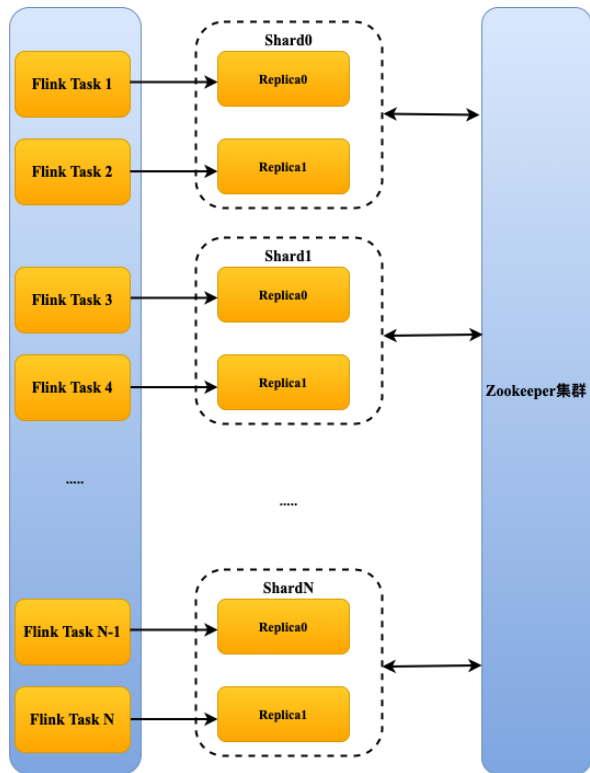 Shard0
Flink Task 1
Replica0
Flink Task 2
Replica1
Shard1
Flink Task 3
Replica0
Flink Task 4
Replica1
Zookeeper集群
.....
.....
ShardN
Flink Task N-1
Replica0
Flink Task N
Replica1